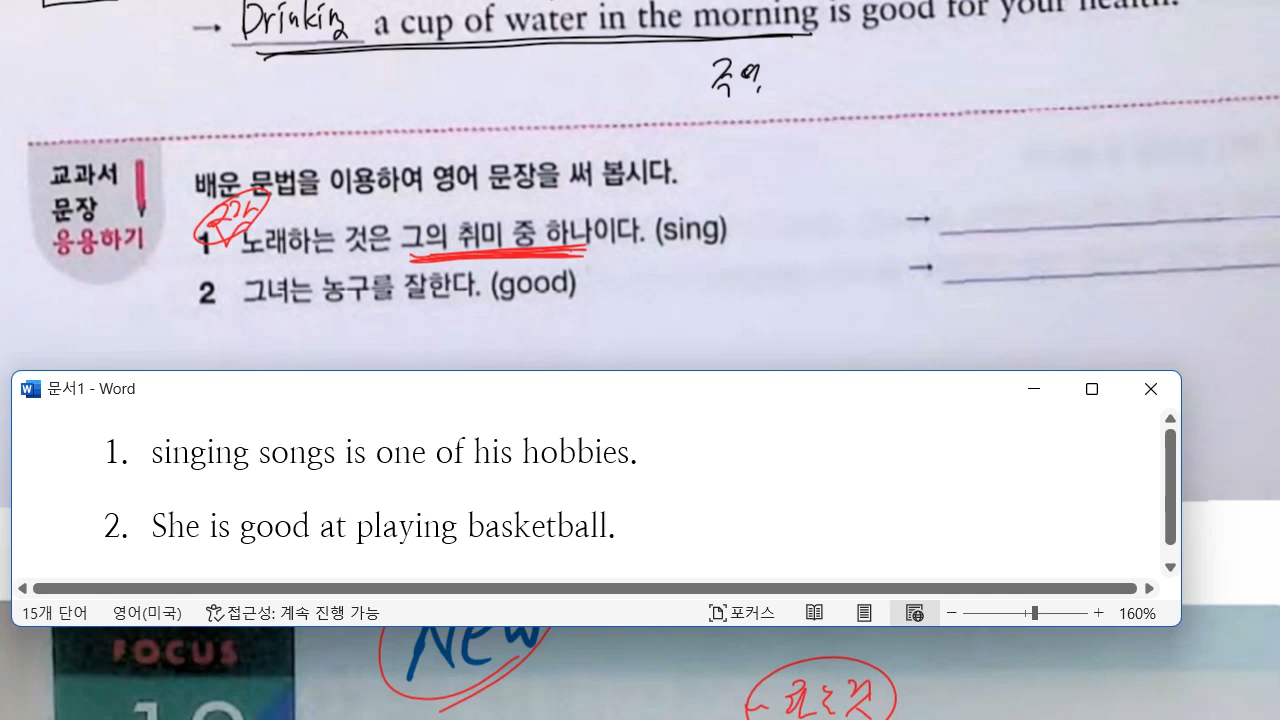 → Drinking a cup of water in the morning is good for your health.
주어
교과서
문장
응용하기
배운 문법을 이용하여 영어 문장을 써 봅시다.
1 노래하는 것은 그의 취미 중 하나이다. (sing) →
2 그녀는 농구를 잘한다. (good) →
문서1 - Word
1. singing songs is one of his hobbies.
2. She is good at playing basketball.
15개 단어 영어(미국) 접근성: 계속 진행 가능 포커스 160%
New
FOCUS